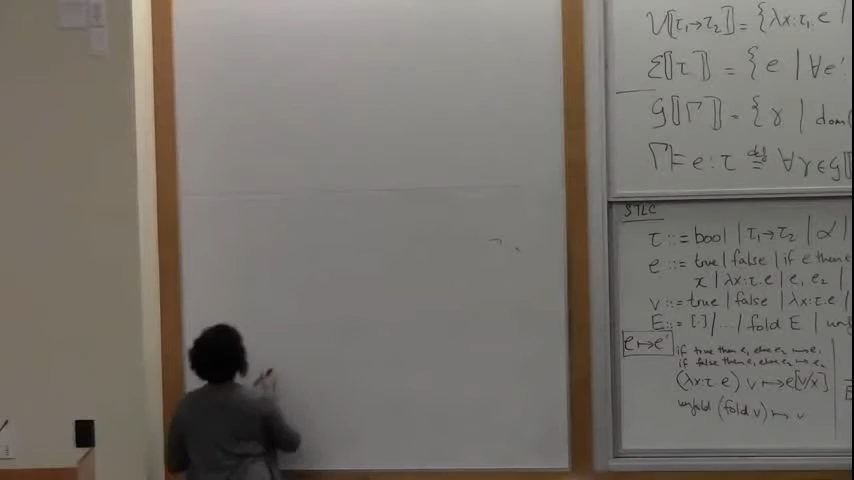 𝒱⟦τ₁→τ₂⟧ = {λx:τ₁.e |
ℰ⟦τ⟧ = {e | ∀e'
𝒢⟦Γ⟧ = {γ | dom(
Γ ⊨ e : τ ≝ ∀γ∈𝒢⟦
STLC
τ ::= bool | τ₁→τ₂ | α |
e ::= true | false | if e then e
x | λx:τ.e | e₁ e₂ |
v ::= true | false | λx:τ.e |
E ::= [·] | ... | fold E | un
e ↦ e'
if true then e₁ else e₂ ↦ e₁
if false then e₁ else e₂ ↦ e₂
(λx:τ.e) v ↦ e[v/x]
unfold (fold v) ↦ v